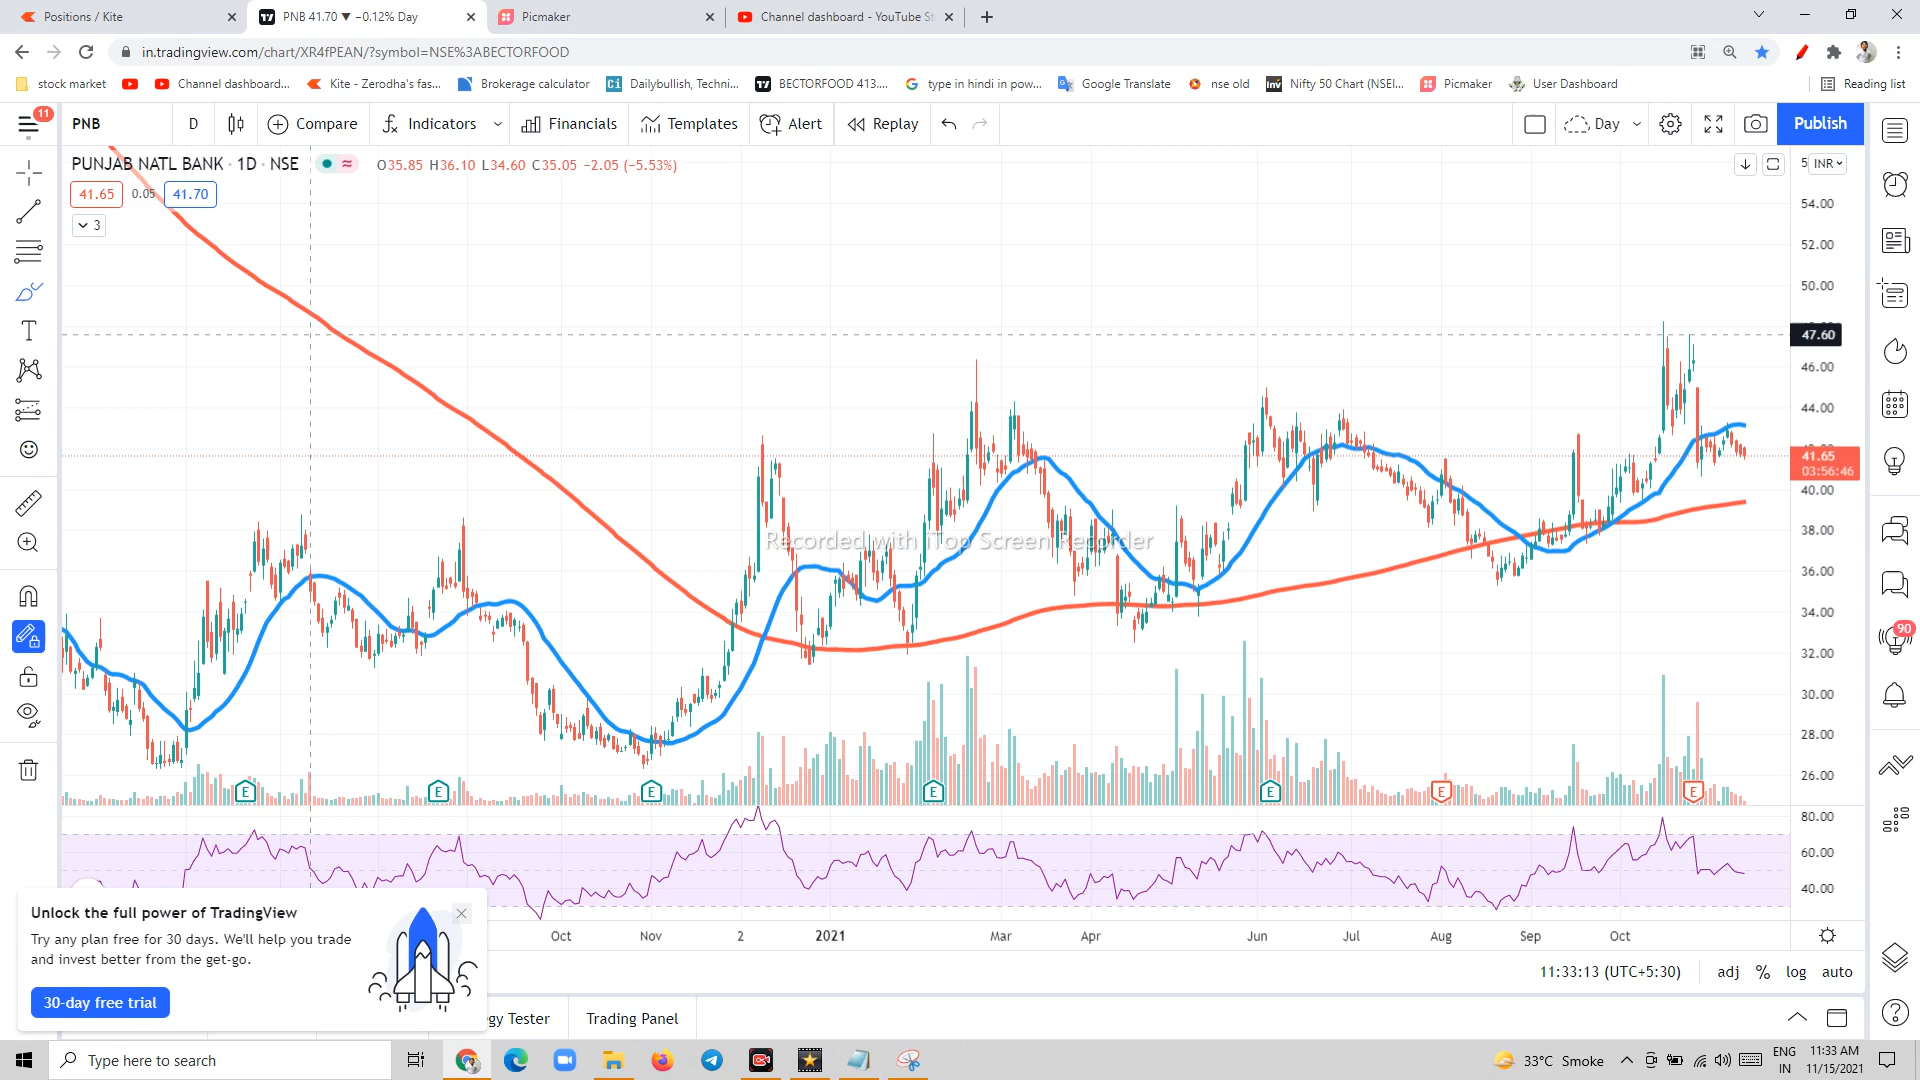 Positions / Kite
PNB 41.70 ▼ −0.12% Day
Picmaker
Channel dashboard - YouTube St
in.tradingview.com/chart/XR4fPEAN/?symbol=NSE%3ABECTORFOOD
stock market
Channel dashboard...
Kite - Zerodha's fas...
Brokerage calculator
Dailybullish, Techni...
BECTORFOOD 413....
type in hindi in pow...
Google Translate
nse old
Nifty 50 Chart (NSEI...
Picmaker
User Dashboard
Reading list
11
PNB
D
Compare
Indicators
Financials
Templates
Alert
Replay
Day
Publish
PUNJAB NATL BANK · 1D · NSE
O35.85 H36.10 L34.60 C35.05 −2.05 (−5.53%)
5
INR
41.65
0.05
41.70
3
54.00
52.00
50.00
47.60
46.00
44.00
41.65
03:56:46
40.00
38.00
36.00
34.00
32.00
30.00
28.00
26.00
80.00
60.00
40.00
Recorded with iTop Screen Recorder
E
E
E
E
E
E
E
90
Unlock the full power of TradingView
Try any plan free for 30 days. We'll help you trade
and invest better from the get-go.
30-day free trial
Oct
Nov
2
2021
Mar
Apr
Jun
Jul
Aug
Sep
Oct
11:33:13 (UTC+5:30)
adj
%
log
auto
gy Tester
Trading Panel
Type here to search
33°C Smoke
ENG
IN
11:33 AM
11/15/2021